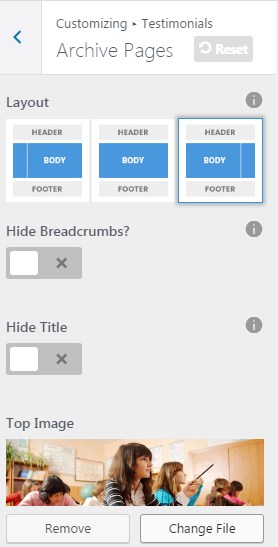 Customizing ▸ Testimonials
Archive Pages Reset
Layout
HEADER HEADER HEADER
BODY BODY BODY
FOOTER FOOTER FOOTER
Hide Breadcrumbs?
Hide Title
Top Image
Remove Change File